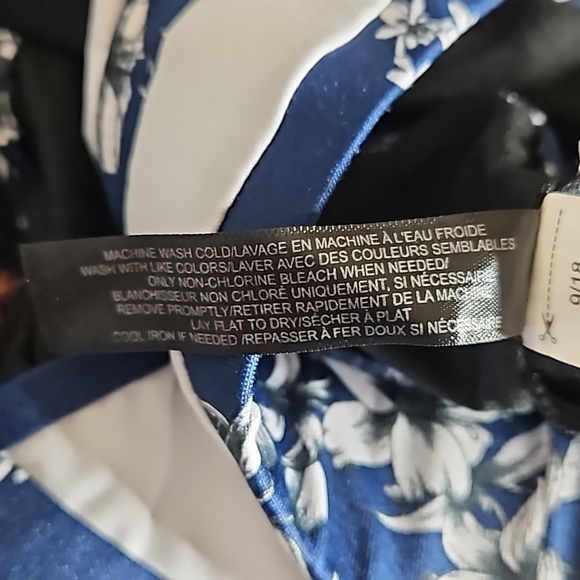 MACHINE WASH COLD/LAVAGE EN MACHINE À L'EAU FROIDE
WASH WITH LIKE COLORS/LAVER AVEC DES COULEURS SEMBLABLES
ONLY NON-CHLORINE BLEACH WHEN NEEDED/
BLANCHISSEUR NON CHLORÉ UNIQUEMENT, SI NÉCESSAIRE
REMOVE PROMPTLY/RETIRER RAPIDEMENT DE LA MACHINE
LAY FLAT TO DRY/SÉCHER À PLAT
COOL IRON IF NEEDED /REPASSER À FER DOUX SI NÉCESSAIRE
9/18